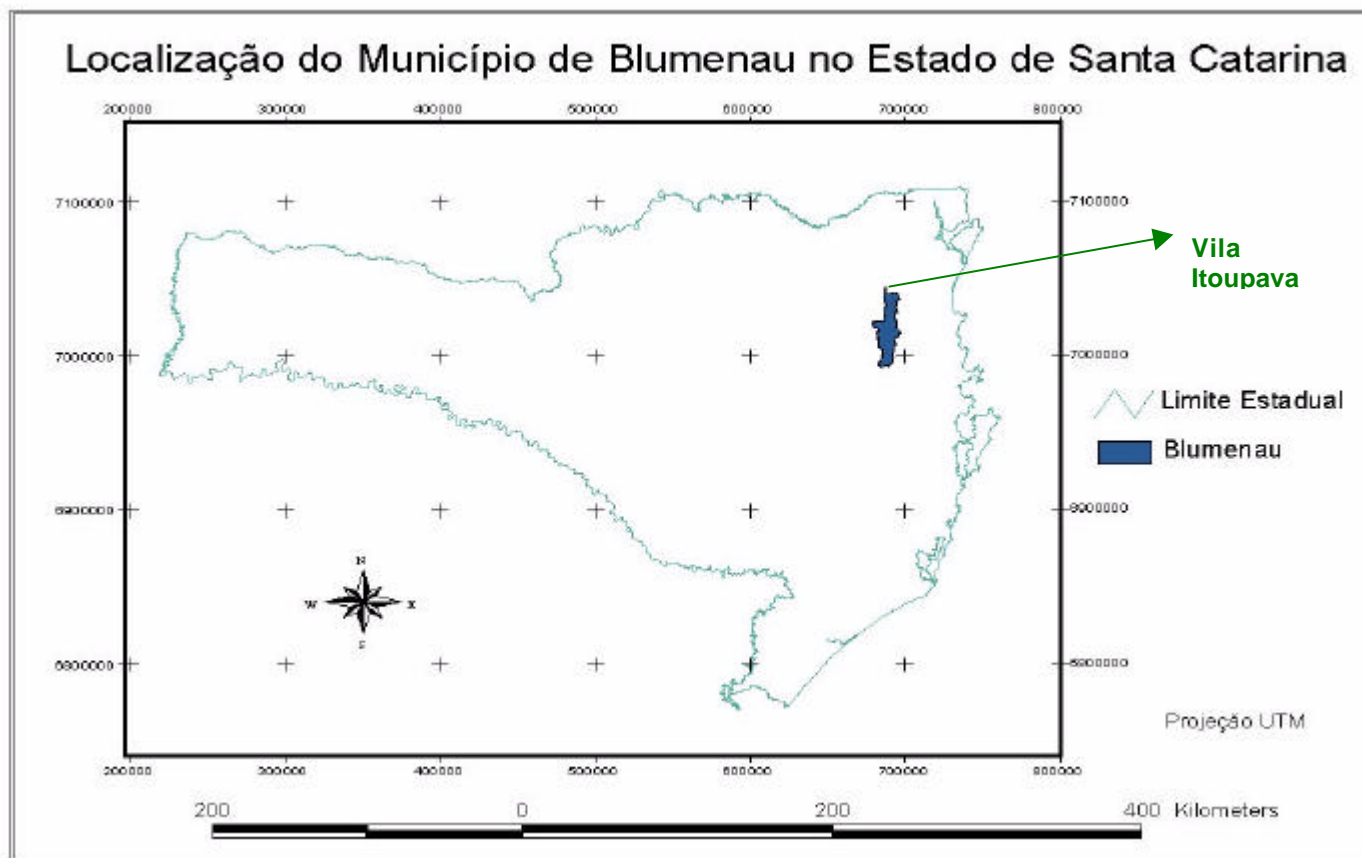 Localização do Município de Blumenau no Estado de Santa Catarina
200000 300000 400000 500000 600000 700000 800000
7100000 7100000
Vila
Itoupava
7000000 7000000
Limite Estadual
Blumenau
6900000 6900000
N
W X
S
6800000 6800000
Projeção UTM
200000 300000 400000 500000 600000 700000 800000
200 0 200 400 Kilometers